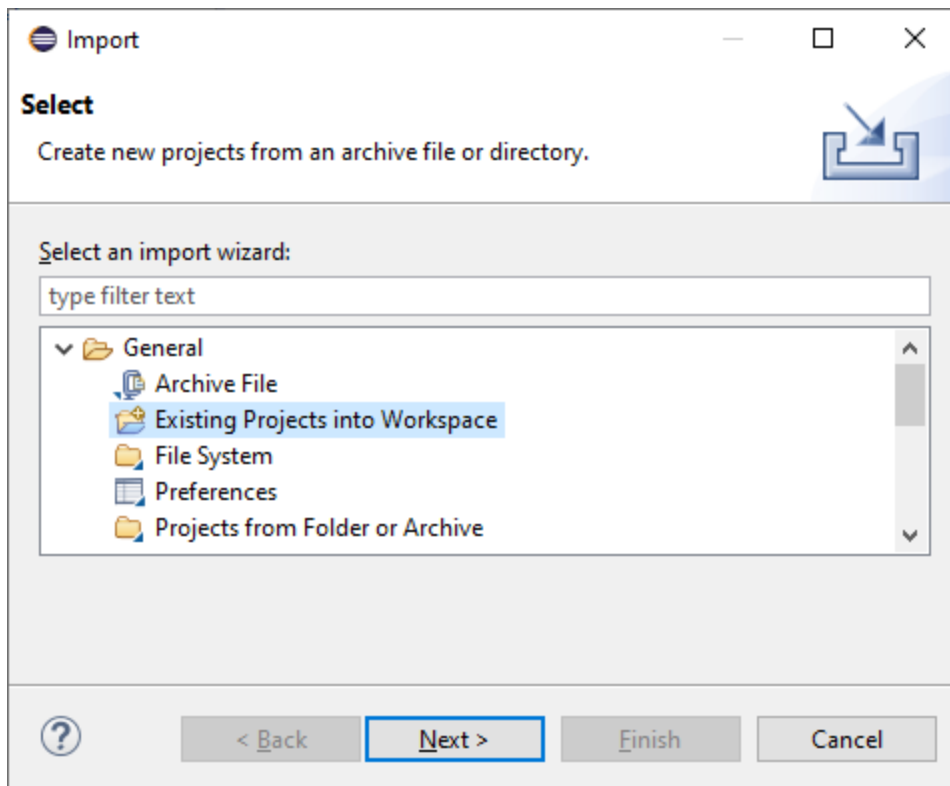 Import
Select
Create new projects from an archive file or directory.
Select an import wizard:
type filter text
General
Archive File
Existing Projects into Workspace
File System
Preferences
Projects from Folder or Archive
?
< Back Next > Finish Cancel